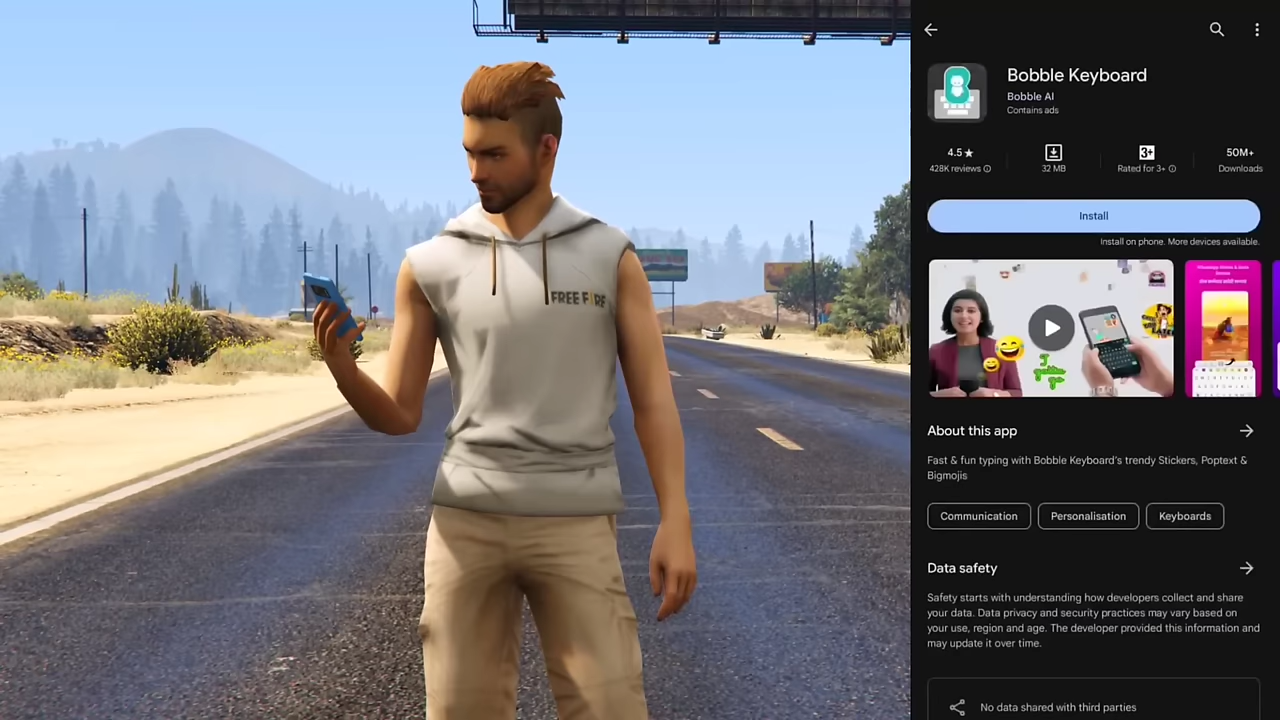 FREE FIRE
Bobble Keyboard
Bobble AI
Contains ads
4.5★
428K reviews
32 MB
3+
Rated for 3+
50M+
Downloads
Install
Install on phone. More devices available.
I
gotta
go
About this app
Fast & fun typing with Bobble Keyboard's trendy Stickers, Poptext &
Bigmojis
Communication
Personalisation
Keyboards
Data safety
Safety starts with understanding how developers collect and share
your data. Data privacy and security practices may vary based on
your use, region and age. The developer provided this information and
may update it over time.
No data shared with third parties